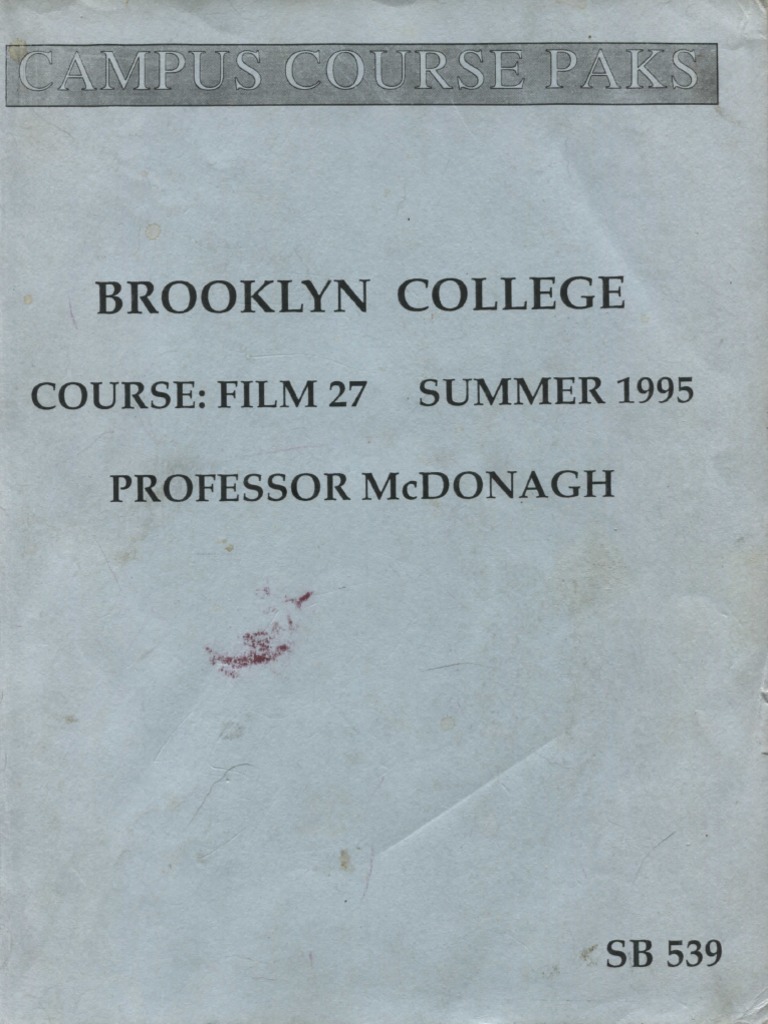 CAMPUS COURSE PAKS
BROOKLYN COLLEGE
COURSE: FILM 27 SUMMER 1995
PROFESSOR McDONAGH
SB 539